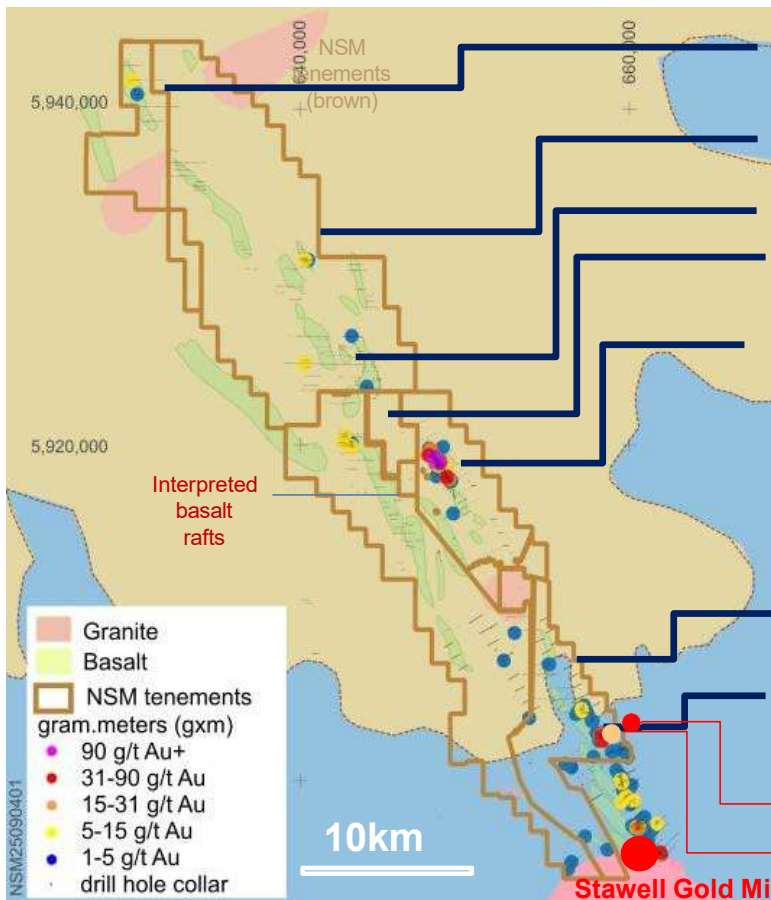 640,000
660,000
NSM
tenements
(brown)
5,940,000
5,920,000
Interpreted
basalt
rafts
Granite
Basalt
NSM tenements
gram.meters (gxm)
90 g/t Au+
31-90 g/t Au
15-31 g/t Au
5-15 g/t Au
1-5 g/t Au
drill hole collar
NSM25090401
10km
Stawell Gold Mi